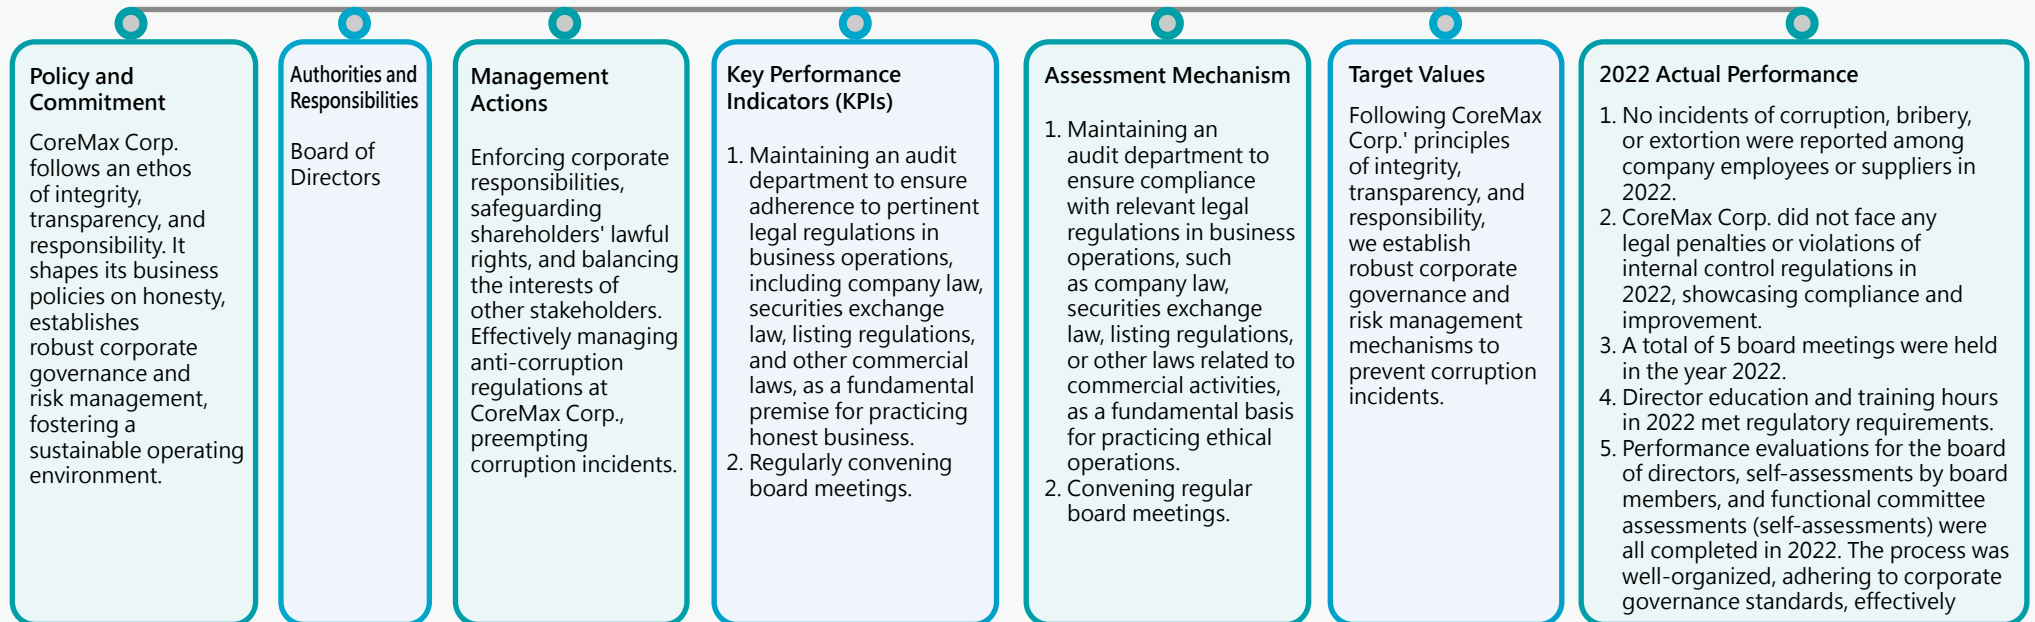 Policy and
Commitment
CoreMax Corp.
follows an ethos
of integrity,
transparency, and
responsibility. It
shapes its business
policies on honesty,
establishes
robust corporate
governance and
risk management,
fostering a
sustainable operating
environment.
Authorities and
Responsibilities
Board of
Directors
Management
Actions
Enforcing corporate
responsibilities,
safeguarding
shareholders' lawful
rights, and balancing
the interests of
other stakeholders.
Effectively managing
anti-corruption
regulations at
CoreMax Corp.,
preempting
corruption incidents.
Key Performance
Indicators (KPIs)
1. Maintaining an audit
department to ensure
adherence to pertinent
legal regulations in
business operations,
including company law,
securities exchange
law, listing regulations,
and other commercial
laws, as a fundamental
premise for practicing
honest business.
2. Regularly convening
board meetings.
Assessment Mechanism
1. Maintaining an
audit department to
ensure compliance
with relevant legal
regulations in business
operations, such
as company law,
securities exchange
law, listing regulations,
or other laws related to
commercial activities,
as a fundamental basis
for practicing ethical
operations.
2. Convening regular
board meetings.
Target Values
Following CoreMax
Corp.' principles
of integrity,
transparency, and
responsibility,
we establish
robust corporate
governance and
risk management
mechanisms to
prevent corruption
incidents.
2022 Actual Performance
1. No incidents of corruption, bribery,
or extortion were reported among
company employees or suppliers in
2022.
2. CoreMax Corp. did not face any
legal penalties or violations of
internal control regulations in
2022, showcasing compliance and
improvement.
3. A total of 5 board meetings were held
in the year 2022.
4. Director education and training hours
in 2022 met regulatory requirements.
5. Performance evaluations for the board
of directors, self-assessments by board
members, and functional committee
assessments (self-assessments) were
all completed in 2022. The process was
well-organized, adhering to corporate
governance standards, effectively